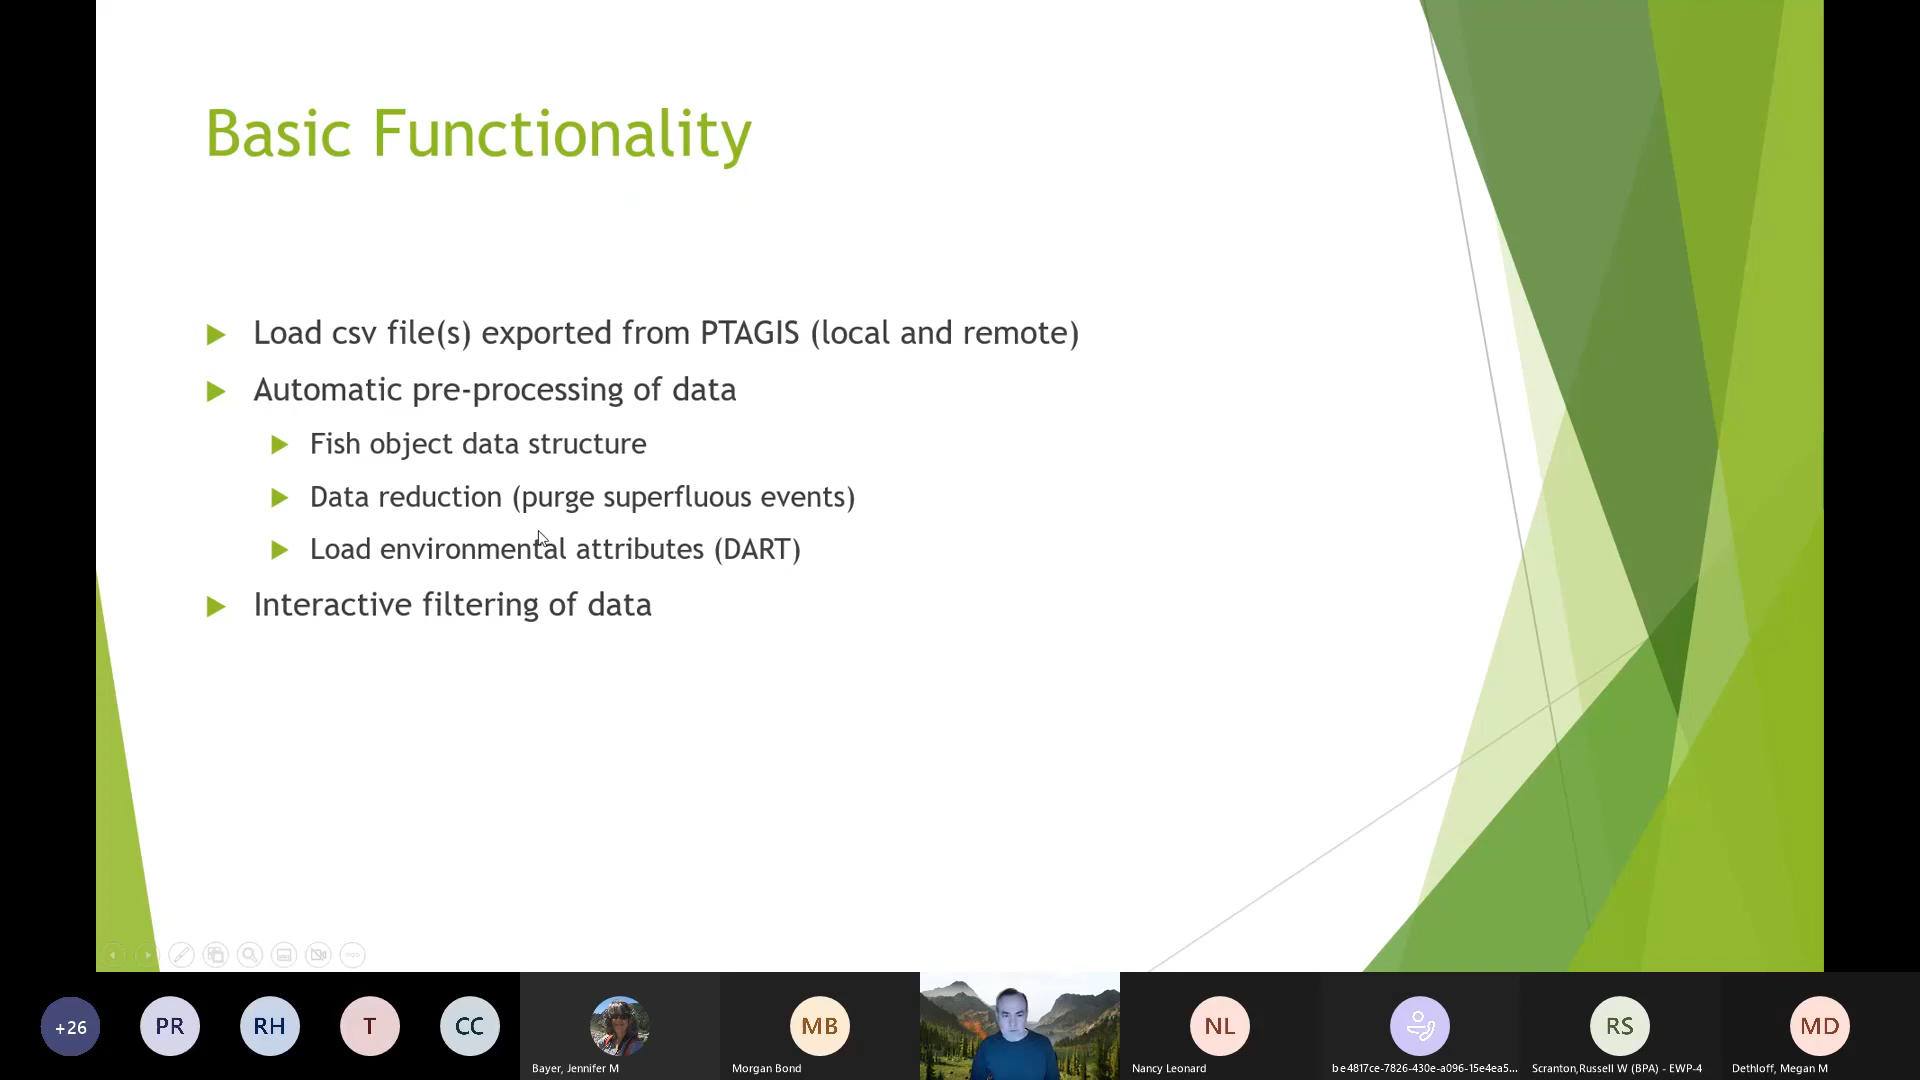 Basic Functionality
Load csv file(s) exported from PTAGIS (local and remote)
Automatic pre-processing of data
Fish object data structure
Data reduction (purge superfluous events)
Load environmental attributes (DART)
Interactive filtering of data
+26
PR
RH
T
CC
Bayer, Jennifer M
MB
Morgan Bond
NL
Nancy Leonard
be4817ce-7826-430e-a096-15e4ea5...
RS
Scranton,Russell W (BPA) - EWP-4
MD
Dethloff, Megan M